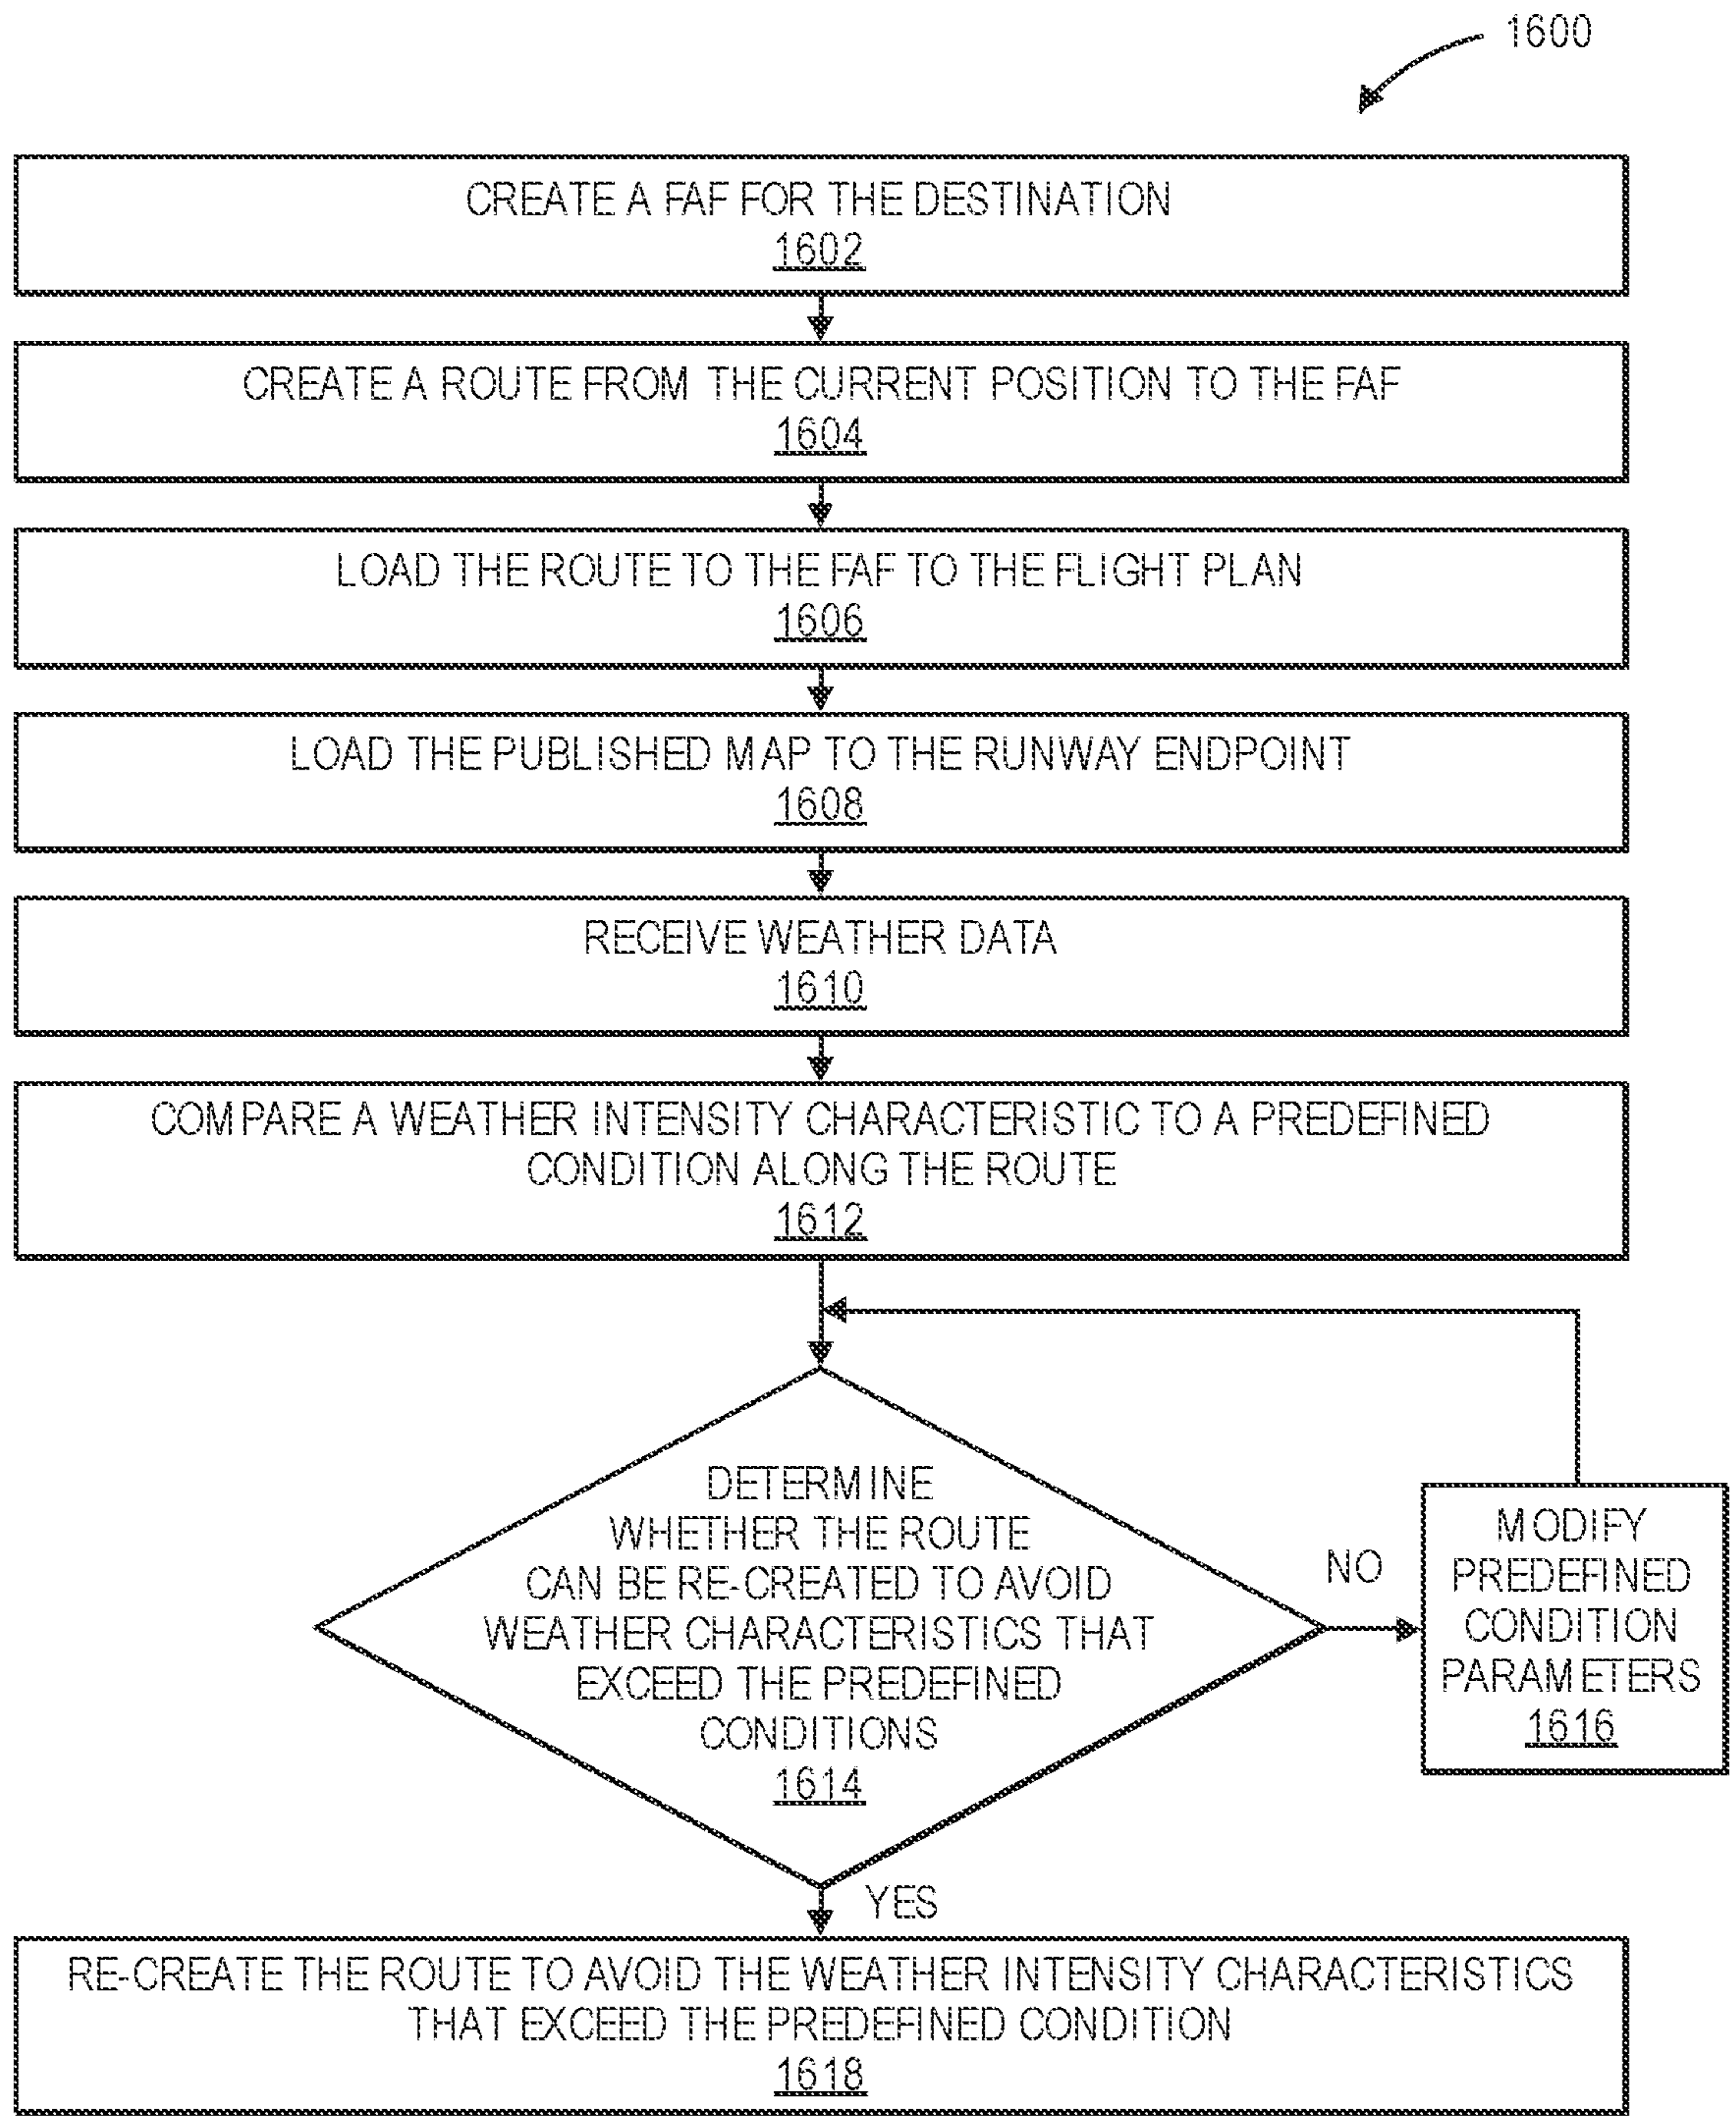 1600
CREATE A FAF FOR THE DESTINATION
1602
CREATE A ROUTE FROM THE CURRENT POSITION TO THE FAF
1604
LOAD THE ROUTE TO THE FAF TO THE FLIGHT PLAN
1606
LOAD THE PUBLISHED MAP TO THE RUNWAY ENDPOINT
1608
RECEIVE WEATHER DATA
1610
COMPARE A WEATHER INTENSITY CHARACTERISTIC TO A PREDEFINED
CONDITION ALONG THE ROUTE
1612
DETERMINE
WHETHER THE ROUTE
CAN BE RE-CREATED TO AVOID
WEATHER CHARACTERISTICS THAT
EXCEED THE PREDEFINED
CONDITIONS
1614
NO
MODIFY
PREDEFINED
CONDITION
PARAMETERS
1616
YES
RE-CREATE THE ROUTE TO AVOID THE WEATHER INTENSITY CHARACTERISTICS
THAT EXCEED THE PREDEFINED CONDITION
1618